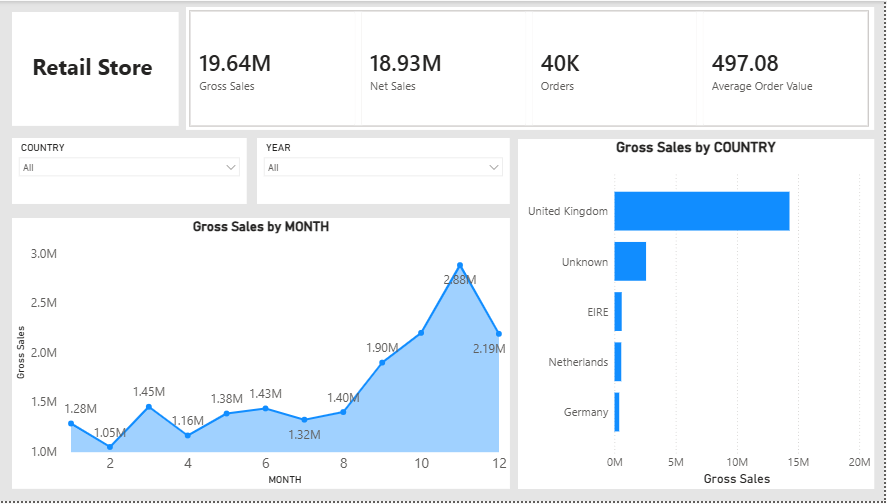 Retail Store
19.64M
Gross Sales
18.93M
Net Sales
40K
Orders
497.08
Average Order Value
COUNTRY
All
YEAR
All
Gross Sales by MONTH
Gross Sales
3.0M
2.5M
2.0M
1.5M
1.0M
1.28M
1.05M
1.45M
1.16M
1.38M
1.43M
1.32M
1.40M
1.90M
2.88M
2.19M
2
4
6
8
10
12
MONTH
Gross Sales by COUNTRY
United Kingdom
Unknown
EIRE
Netherlands
Germany
0M
5M
10M
15M
20M
Gross Sales